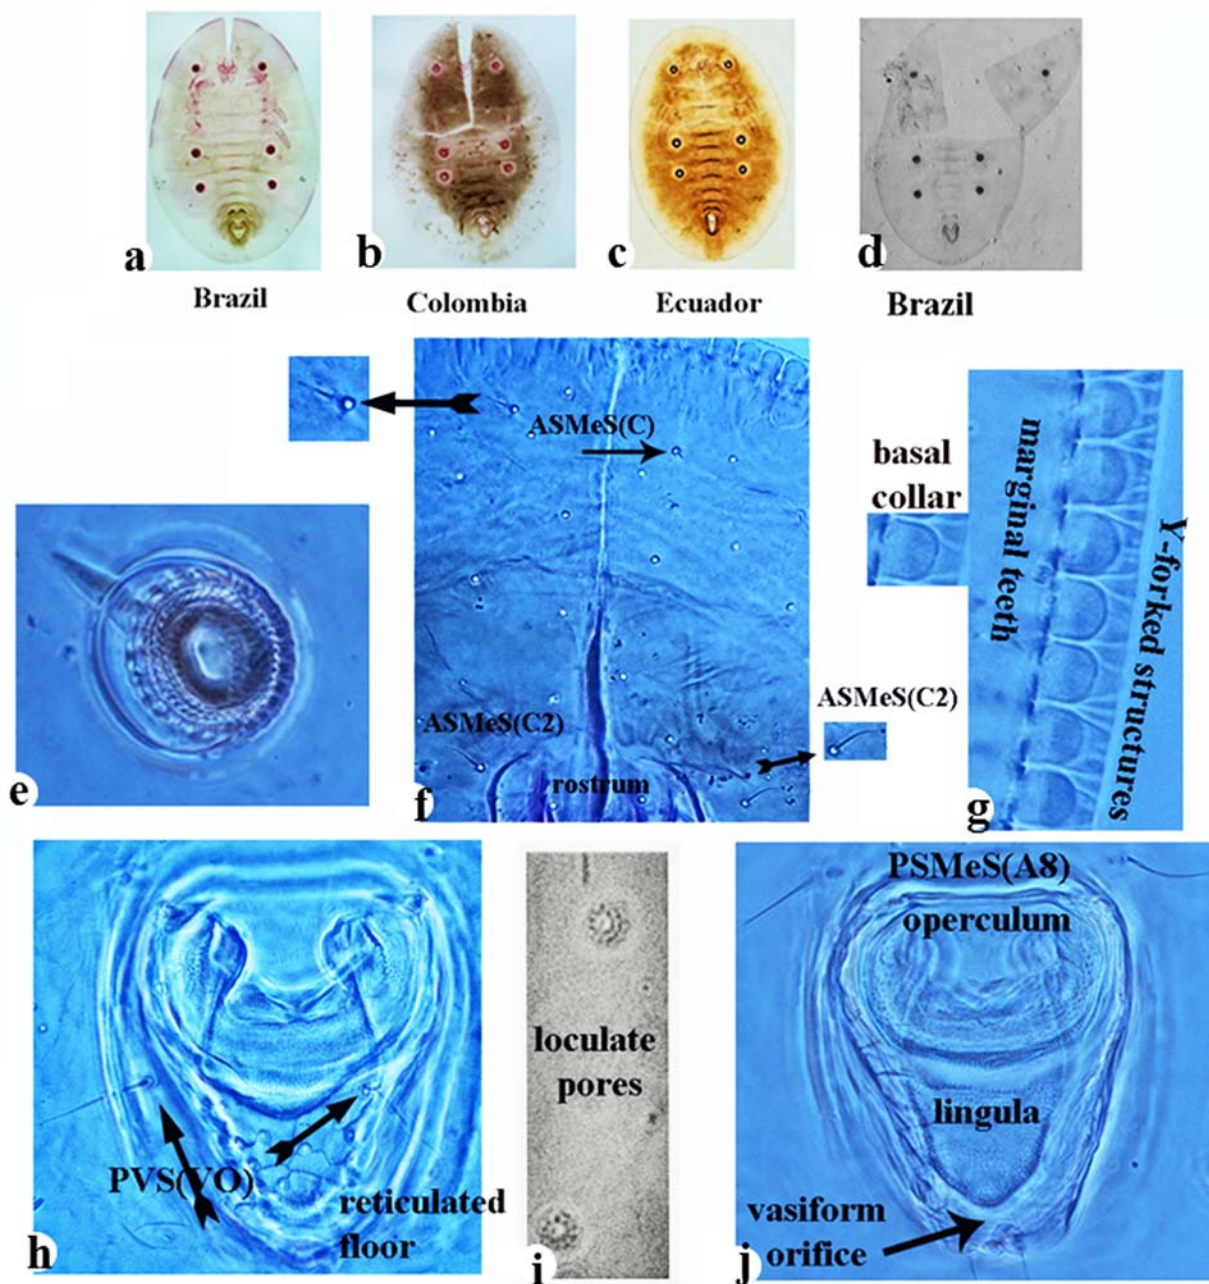 a
b
c
d
Brazil
Colombia
Ecuador
Brazil
ASMeS(C)
basal
collar
marginal teeth
Y-forked structures
ASMeS(C2)
ASMeS(C2)
rostrum
e
f
g
PSMeS(A8)
operculum
loculate
pores
lingula
PVS(VO)
reticulated
floor
vasiform
orifice
h
i
j